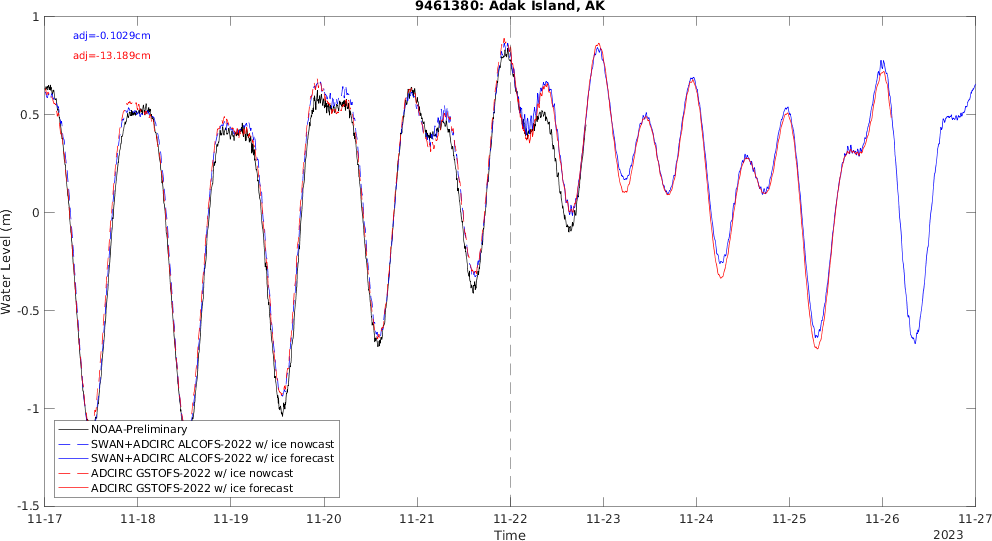 9461380: Adak Island, AK
adj=-0.1029cm
adj=-13.189cm
1
0.5
0
-0.5
-1
-1.5
Water Level (m)
NOAA-Preliminary
SWAN+ADCIRC ALCOFS-2022 w/ ice nowcast
SWAN+ADCIRC ALCOFS-2022 w/ ice forecast
ADCIRC GSTOFS-2022 w/ ice nowcast
ADCIRC GSTOFS-2022 w/ ice forecast
11-17 11-18 11-19 11-20 11-21 11-22 11-23 11-24 11-25 11-26 11-27
Time
2023